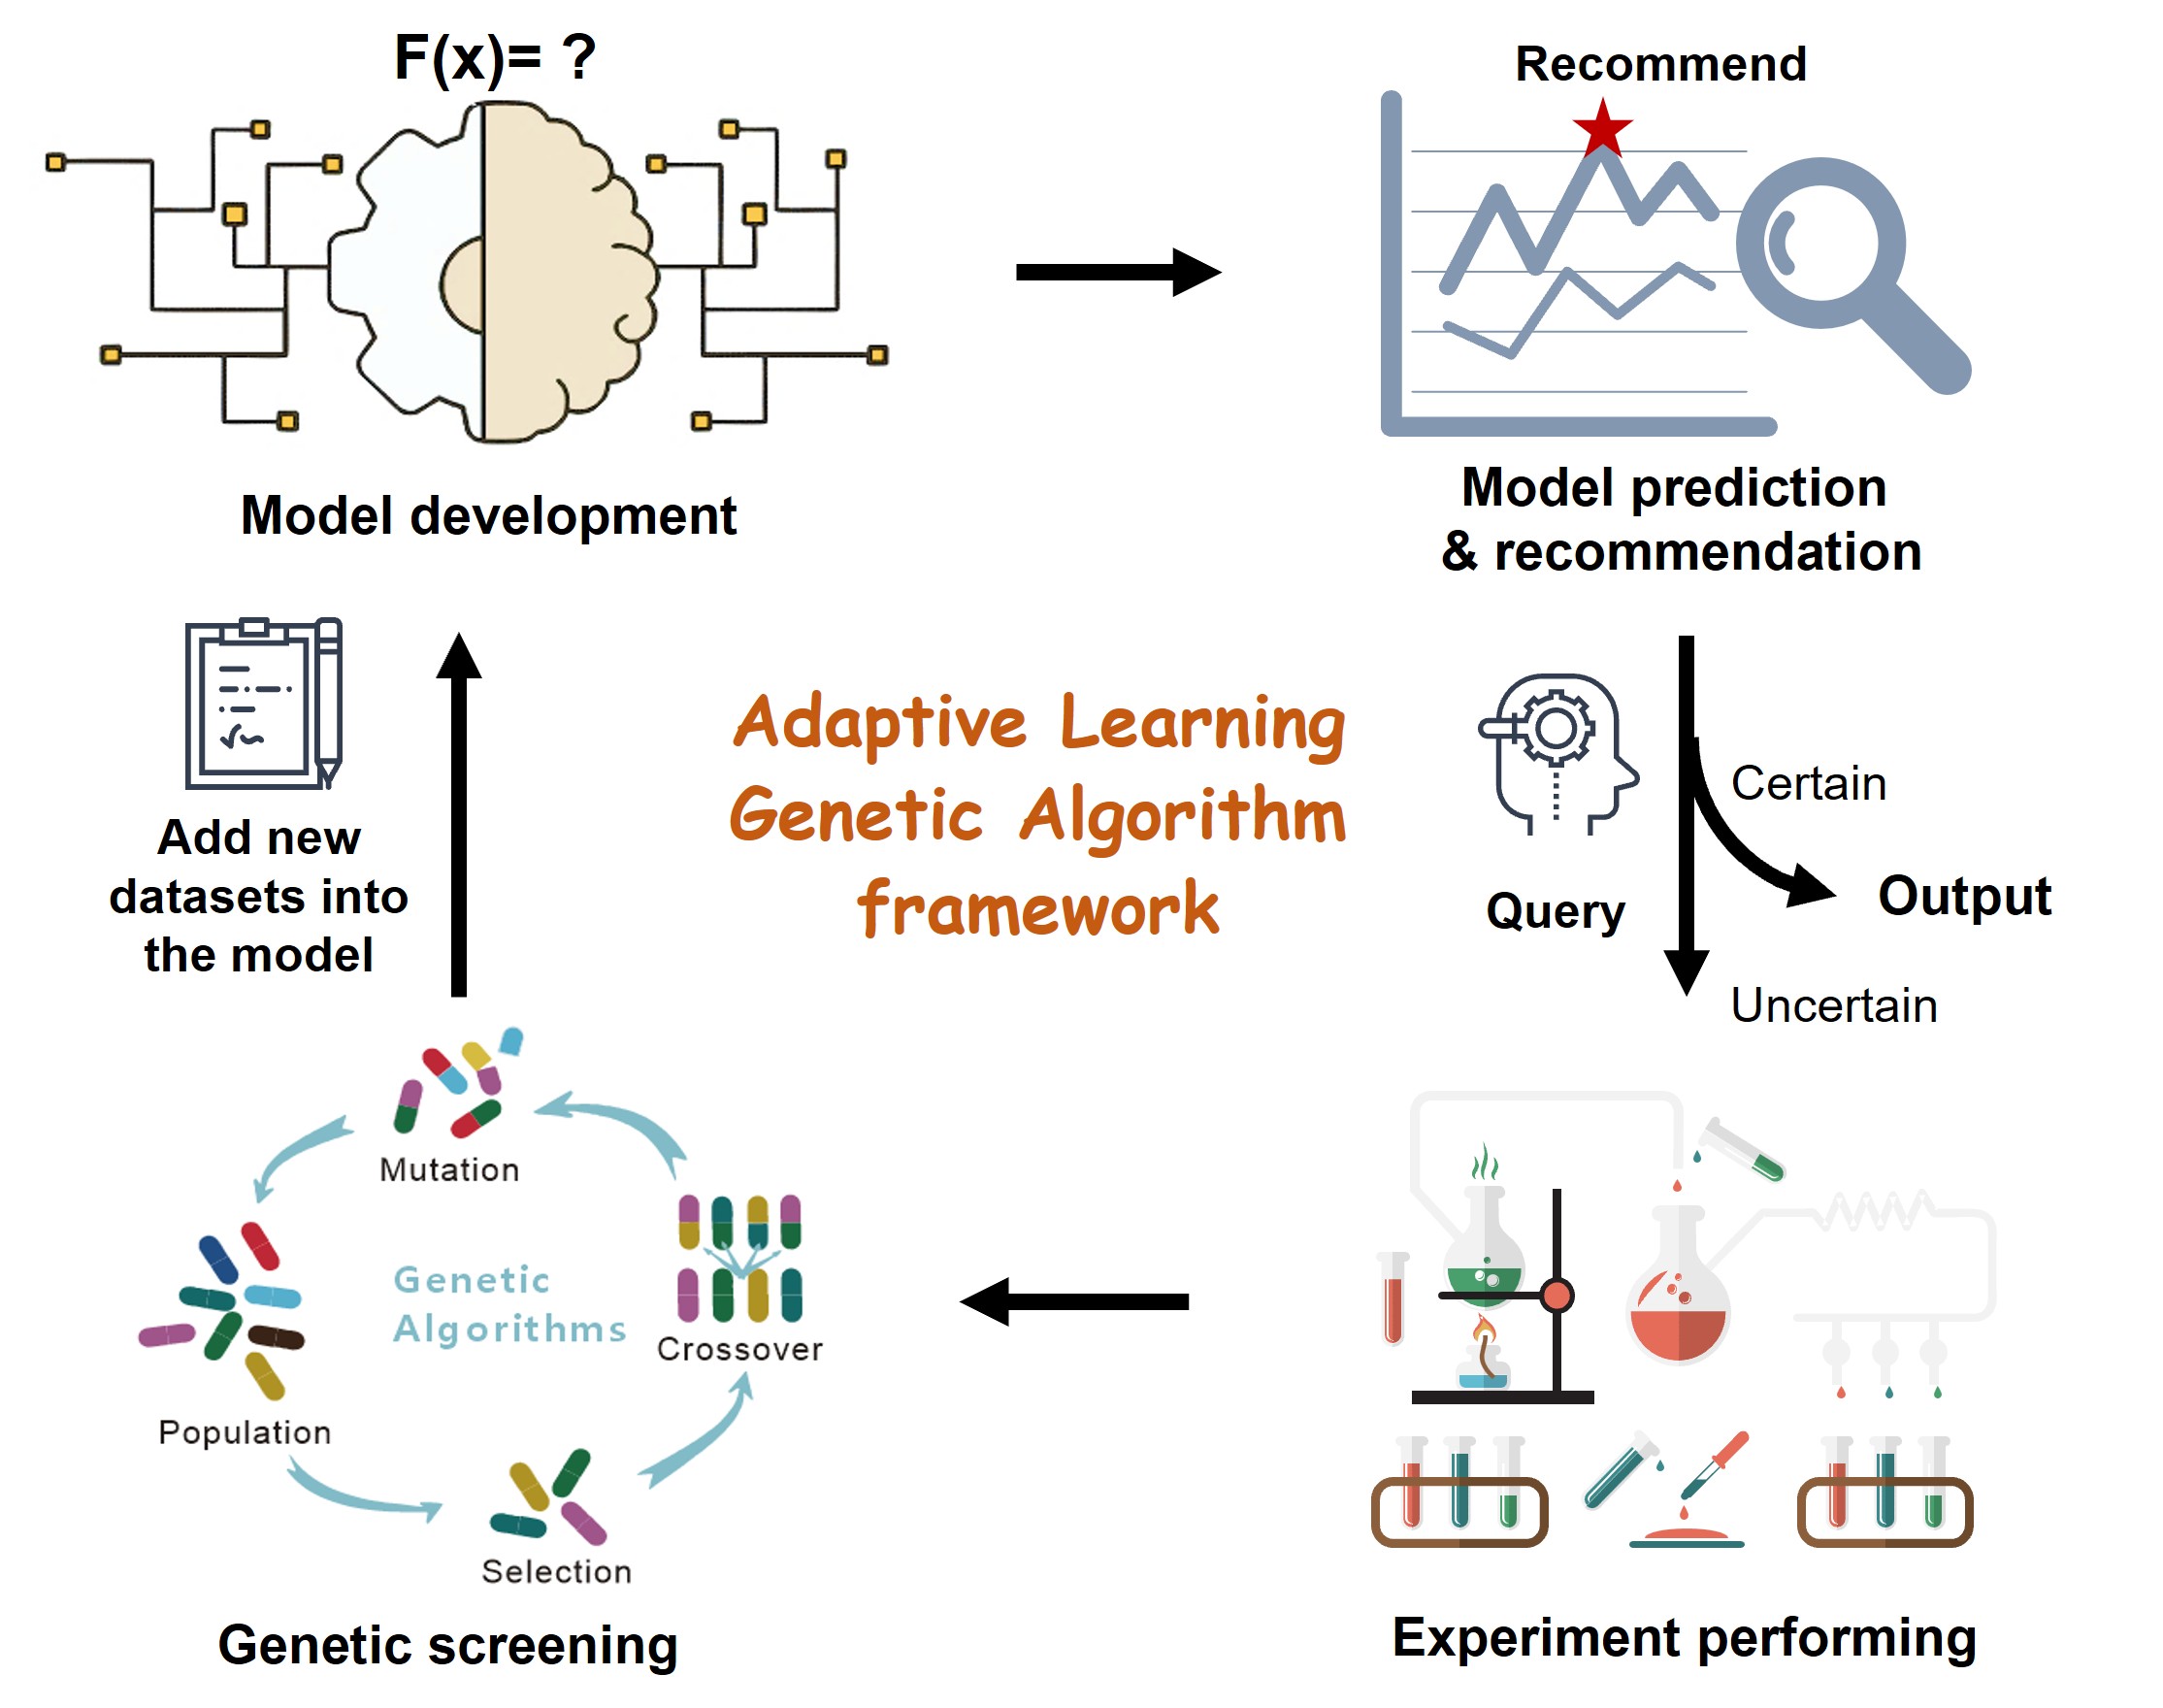 F(x)= ?
Recommend
Model development
Model prediction
& recommendation
Add new
datasets into
the model
Adaptive Learning
Genetic Algorithm
framework
Query
Certain
Output
Uncertain
Mutation
Genetic
Algorithms
Crossover
Population
Selection
Genetic screening
Experiment performing